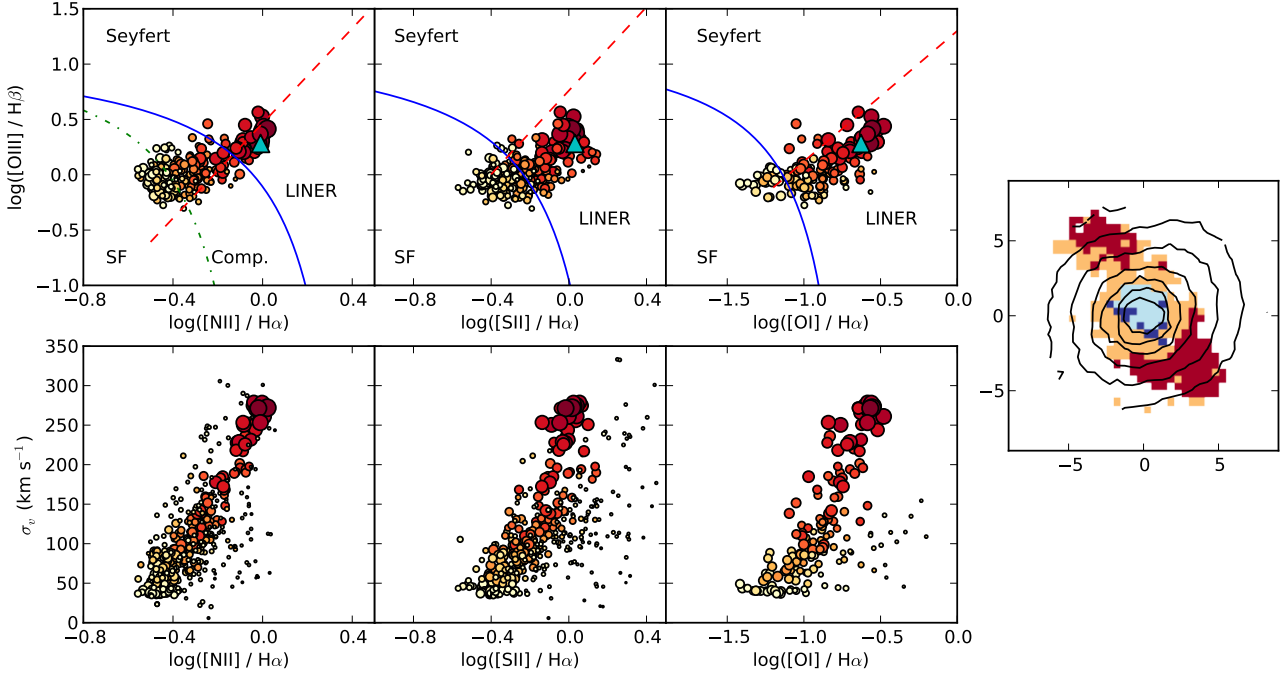 1.5
1.0
0.5
0.0
−0.5
−1.0
log([OIII] / Hβ)
Seyfert
LINER
SF
Comp.
−0.8
−0.4
0.0
0.4
log([NII] / Hα)
Seyfert
LINER
SF
−0.8
−0.4
0.0
0.4
log([SII] / Hα)
Seyfert
LINER
SF
−1.5
−1.0
−0.5
0.0
log([OI] / Hα)
5
0
−5
−5
0
5
350
300
250
200
150
100
50
0
σᵥ (km s⁻¹)
−0.8
−0.4
0.0
0.4
log([NII] / Hα)
−0.8
−0.4
0.0
0.4
log([SII] / Hα)
−1.5
−1.0
−0.5
0.0
log([OI] / Hα)